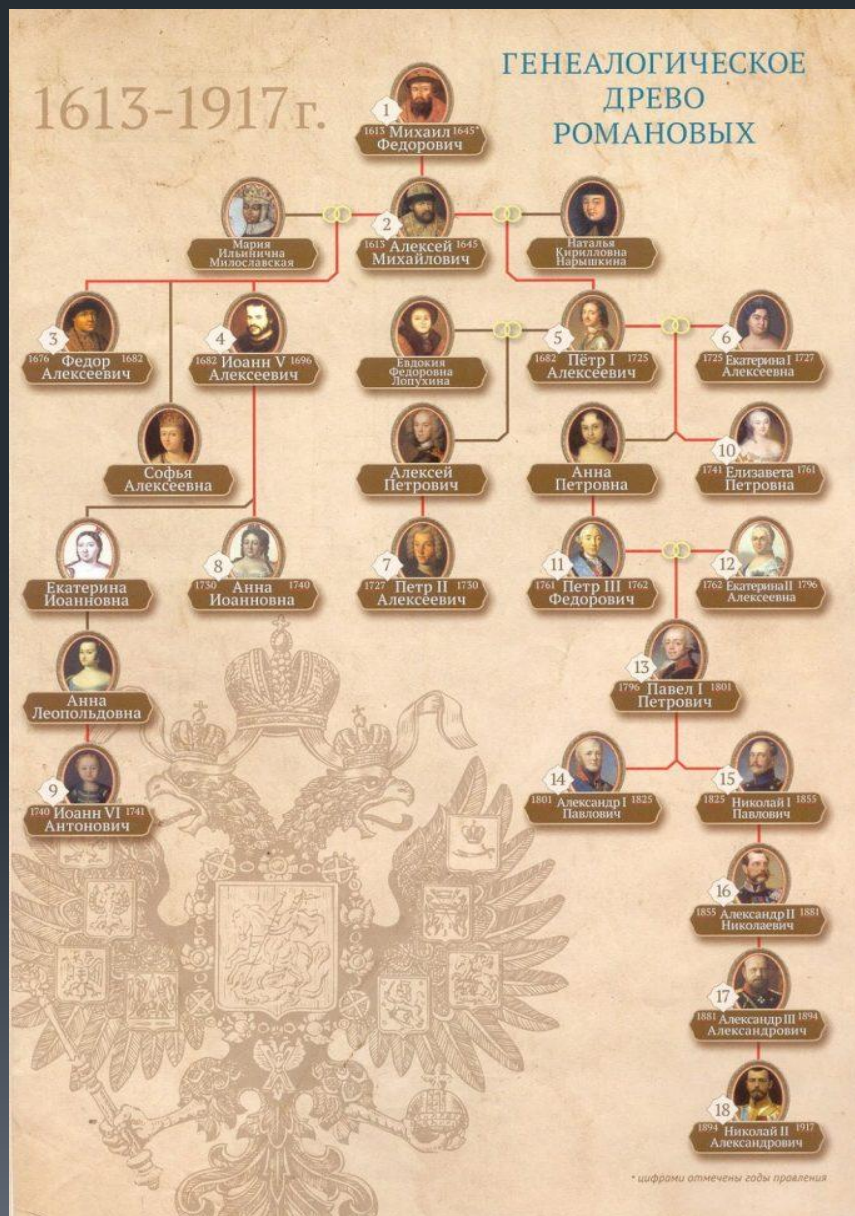 1613-1917 г.
ГЕНЕАЛОГИЧЕСКОЕ
ДРЕВО
РОМАНОВЫХ
1
1613 Михаил 1645*
Федорович
Мария
Ильинична
Милославская
2
1613 Алексей 1645
Михайлович
Наталья
Кирилловна
Нарышкина
3
1676 Федор 1682
Алексеевич
4
1682 Иоанн V 1696
Алексеевич
Евдокия
Федоровна
Лопухина
5
1682 Пётр I 1725
Алексеевич
6
1725 Екатерина I 1727
Алексеевна
Софья
Алексеевна
Алексей
Петрович
Анна
Петровна
10
1741 Елизавета 1761
Петровна
Екатерина
Иоанновна
8
1730 Анна 1740
Иоанновна
7
1727 Петр II 1730
Алексеевич
11
1761 Петр III 1762
Федорович
12
1762 Екатерина II 1796
Алексеевна
Анна
Леопольдовна
13
1796 Павел I 1801
Петрович
9
1740 Иоанн VI 1741
Антонович
14
1801 Александр I 1825
Павлович
15
1825 Николай I 1855
Павлович
16
1855 Александр II 1881
Николаевич
17
1881 Александр III 1894
Александрович
18
1894 Николай II 1917
Александрович
* цифрами отмечены годы правления